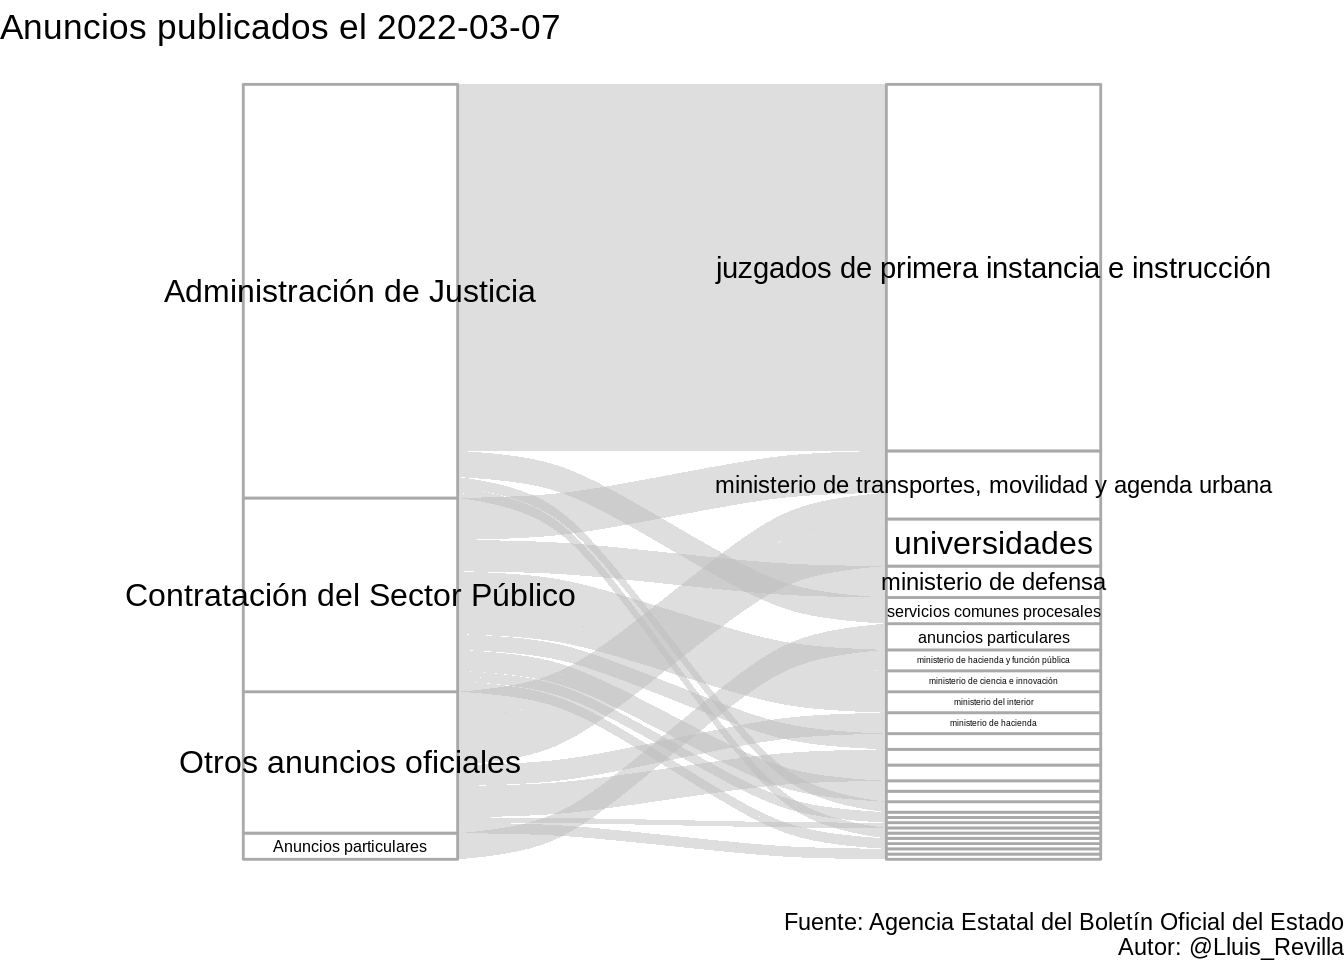 Anuncios publicados el 2022-03-07
Administración de Justicia
Contratación del Sector Público
Otros anuncios oficiales
Anuncios particulares
juzgados de primera instancia e instrucción
ministerio de transportes, movilidad y agenda urbana
universidades
ministerio de defensa
servicios comunes procesales
anuncios particulares
ministerio de hacienda y función pública
ministerio de ciencia e innovación
ministerio del interior
ministerio de hacienda
Fuente: Agencia Estatal del Boletín Oficial del Estado
Autor: @Lluis_Revilla